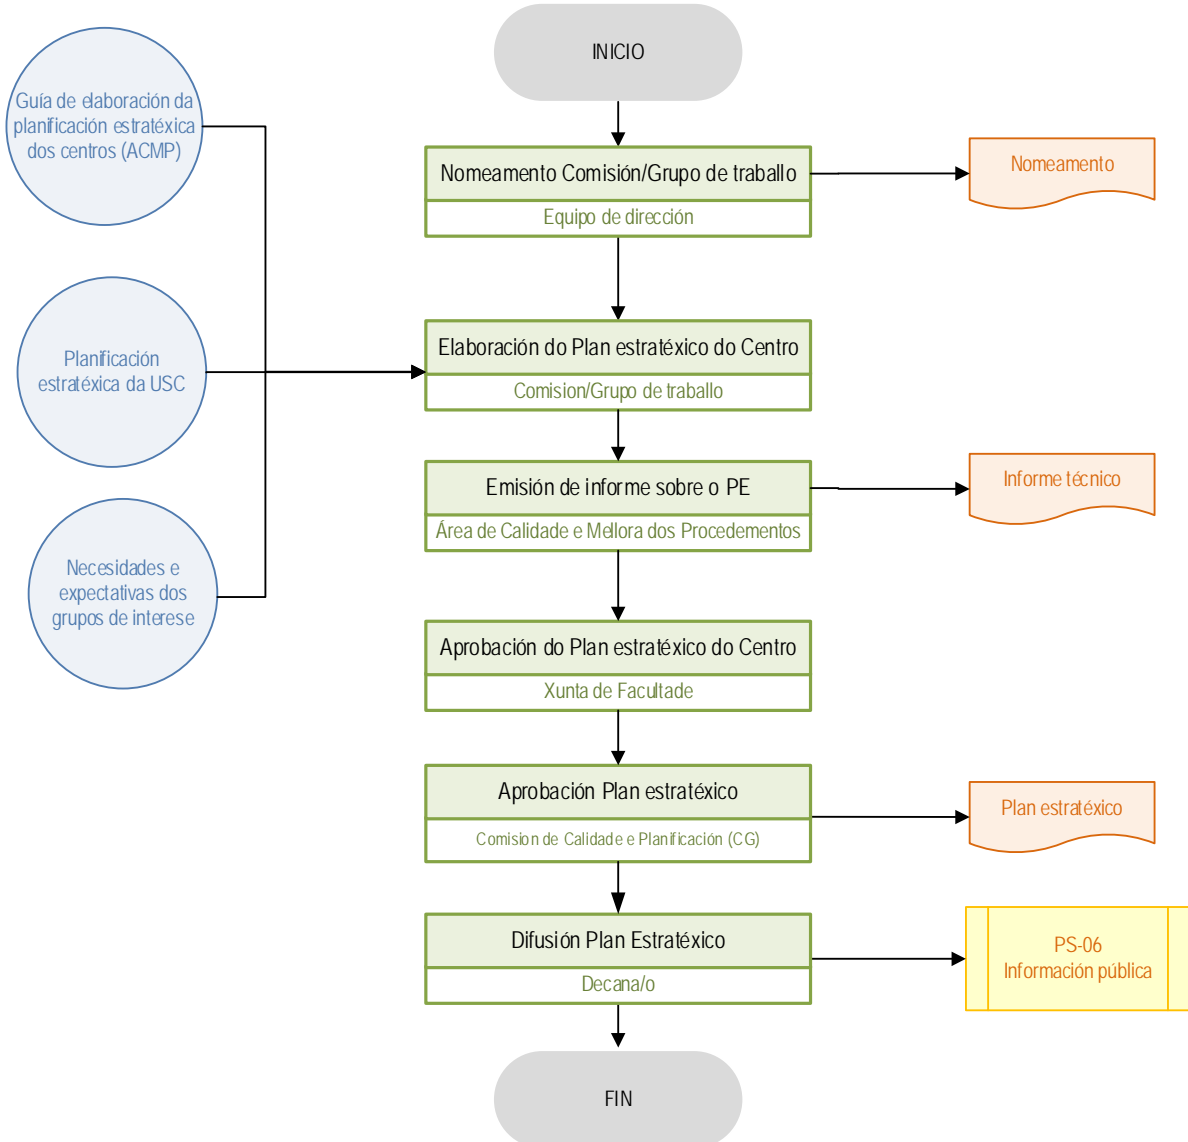 INICIO
Guía de elaboración da
planificación estratéxica
dos centros (ACMP)
Nomeamento Comisión/Grupo de traballo
Equipo de dirección
Nomeamento
Planificación
estratéxica da USC
Elaboración do Plan estratéxico do Centro
Comision/Grupo de traballo
Emisión de informe sobre o PE
Área de Calidade e Mellora dos Procedementos
Informe técnico
Necesidades e
expectativas dos
grupos de interese
Aprobación do Plan estratéxico do Centro
Xunta de Facultade
Aprobación Plan estratéxico
Comision de Calidade e Planificación (CG)
Plan estratéxico
Difusión Plan Estratéxico
Decana/o
PS-06
Información pública
FIN